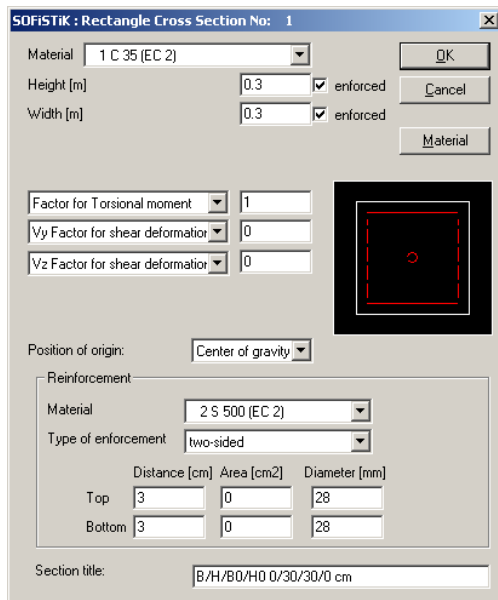 SOFiSTiK : Rectangle Cross Section No: 1
Material 1 C 35 (EC 2) OK
Height [m] 0.3 enforced Cancel
Width [m] 0.3 enforced
Material
Factor for Torsional moment 1
Vy Factor for shear deformation 0
Vz Factor for shear deformation 0
Position of origin: Center of gravity
Reinforcement
Material 2 S 500 (EC 2)
Type of enforcement two-sided
Distance [cm] Area [cm2] Diameter [mm]
Top 3 0 28
Bottom 3 0 28
Section title: B/H/B0/H0 0/30/30/0 cm